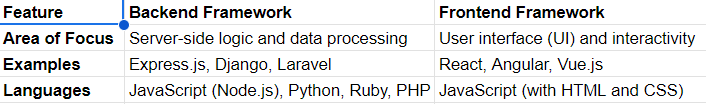 Feature Backend Framework Frontend Framework
Area of Focus Server-side logic and data processing User interface (UI) and interactivity
Examples Express.js, Django, Laravel React, Angular, Vue.js
Languages JavaScript (Node.js), Python, Ruby, PHP JavaScript (with HTML and CSS)